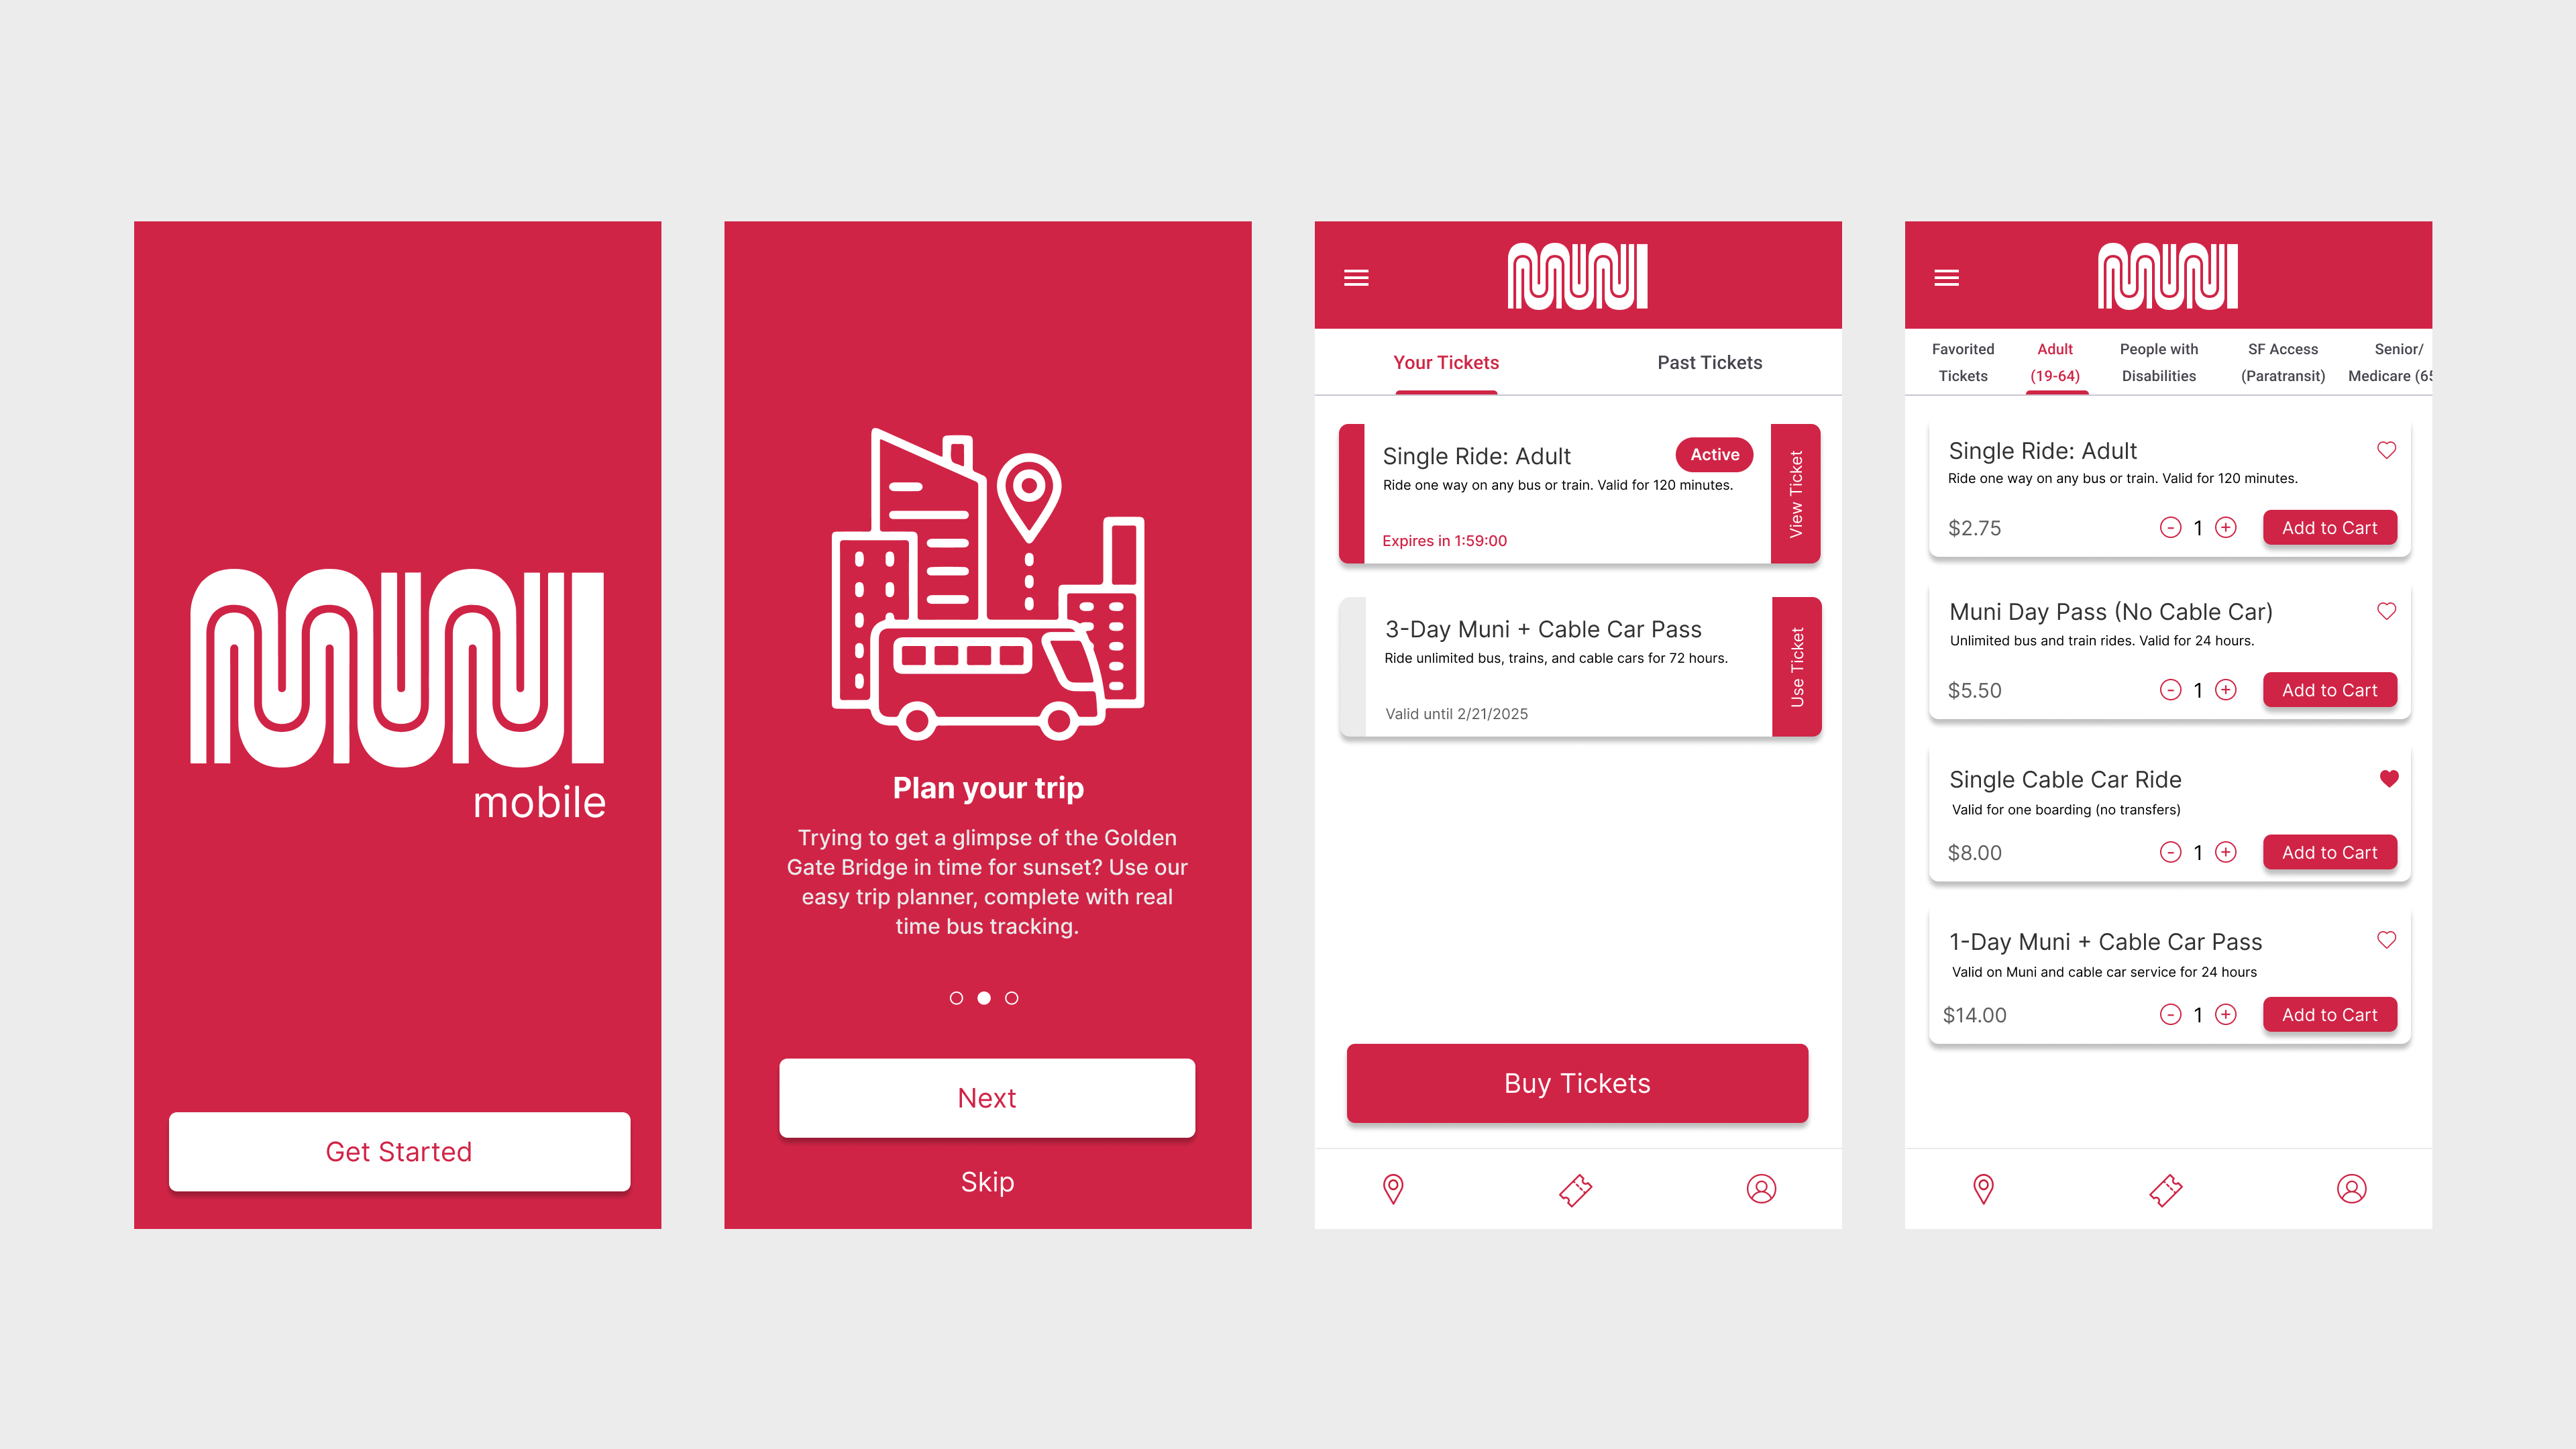 muni
mobile
Get Started
Plan your trip
Trying to get a glimpse of the Golden
Gate Bridge in time for sunset? Use our
easy trip planner, complete with real
time bus tracking.
Next
Skip
muni
Your Tickets
Past Tickets
Single Ride: Adult
Active
Ride one way on any bus or train. Valid for 120 minutes.
Expires in 1:59:00
View Ticket
3-Day Muni + Cable Car Pass
Ride unlimited bus, trains, and cable cars for 72 hours.
Valid until 2/21/2025
Use Ticket
Buy Tickets
muni
Favorited
Tickets
Adult
(19-64)
People with
Disabilities
SF Access
(Paratransit)
Senior/
Medicare (65
Single Ride: Adult
Ride one way on any bus or train. Valid for 120 minutes.
$2.75
- 1 +
Add to Cart
Muni Day Pass (No Cable Car)
Unlimited bus and train rides. Valid for 24 hours.
$5.50
- 1 +
Add to Cart
Single Cable Car Ride
Valid for one boarding (no transfers)
$8.00
- 1 +
Add to Cart
1-Day Muni + Cable Car Pass
Valid on Muni and cable car service for 24 hours
$14.00
- 1 +
Add to Cart